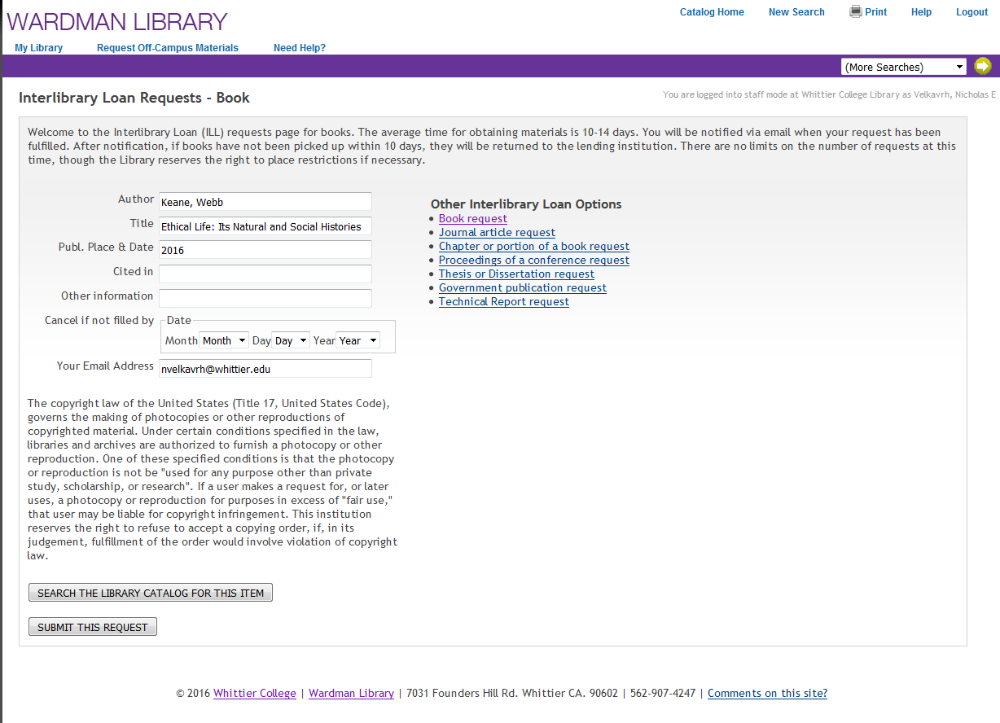 WARDMAN LIBRARY
Catalog Home New Search Print Help Logout
My Library Request Off-Campus Materials Need Help?
(More Searches)
Interlibrary Loan Requests - Book
You are logged into staff mode at Whittier College Library as Velkavrh, Nicholas E
Welcome to the Interlibrary Loan (ILL) requests page for books. The average time for obtaining materials is 10-14 days. You will be notified via email when your request has been
fulfilled. After notification, if books have not been picked up within 10 days, they will be returned to the lending institution. There are no limits on the number of requests at this
time, though the Library reserves the right to place restrictions if necessary.
Author Keane, Webb
Title Ethical Life: Its Natural and Social Histories
Publ. Place & Date 2016
Cited in
Other information
Cancel if not filled by Date
Month Month Day Day Year Year
Your Email Address nvelkavrh@whittier.edu
Other Interlibrary Loan Options
• Book request
• Journal article request
• Chapter or portion of a book request
• Proceedings of a conference request
• Thesis or Dissertation request
• Government publication request
• Technical Report request
The copyright law of the United States (Title 17, United States Code),
governs the making of photocopies or other reproductions of
copyrighted material. Under certain conditions specified in the law,
libraries and archives are authorized to furnish a photocopy or other
reproduction. One of these specified conditions is that the photocopy
or reproduction is not be "used for any purpose other than private
study, scholarship, or research". If a user makes a request for, or later
uses, a photocopy or reproduction for purposes in excess of "fair use,"
that user may be liable for copyright infringement. This institution
reserves the right to refuse to accept a copying order, if, in its
judgement, fulfillment of the order would involve violation of copyright
law.
SEARCH THE LIBRARY CATALOG FOR THIS ITEM
SUBMIT THIS REQUEST
© 2016 Whittier College | Wardman Library | 7031 Founders Hill Rd. Whittier CA. 90602 | 562-907-4247 | Comments on this site?